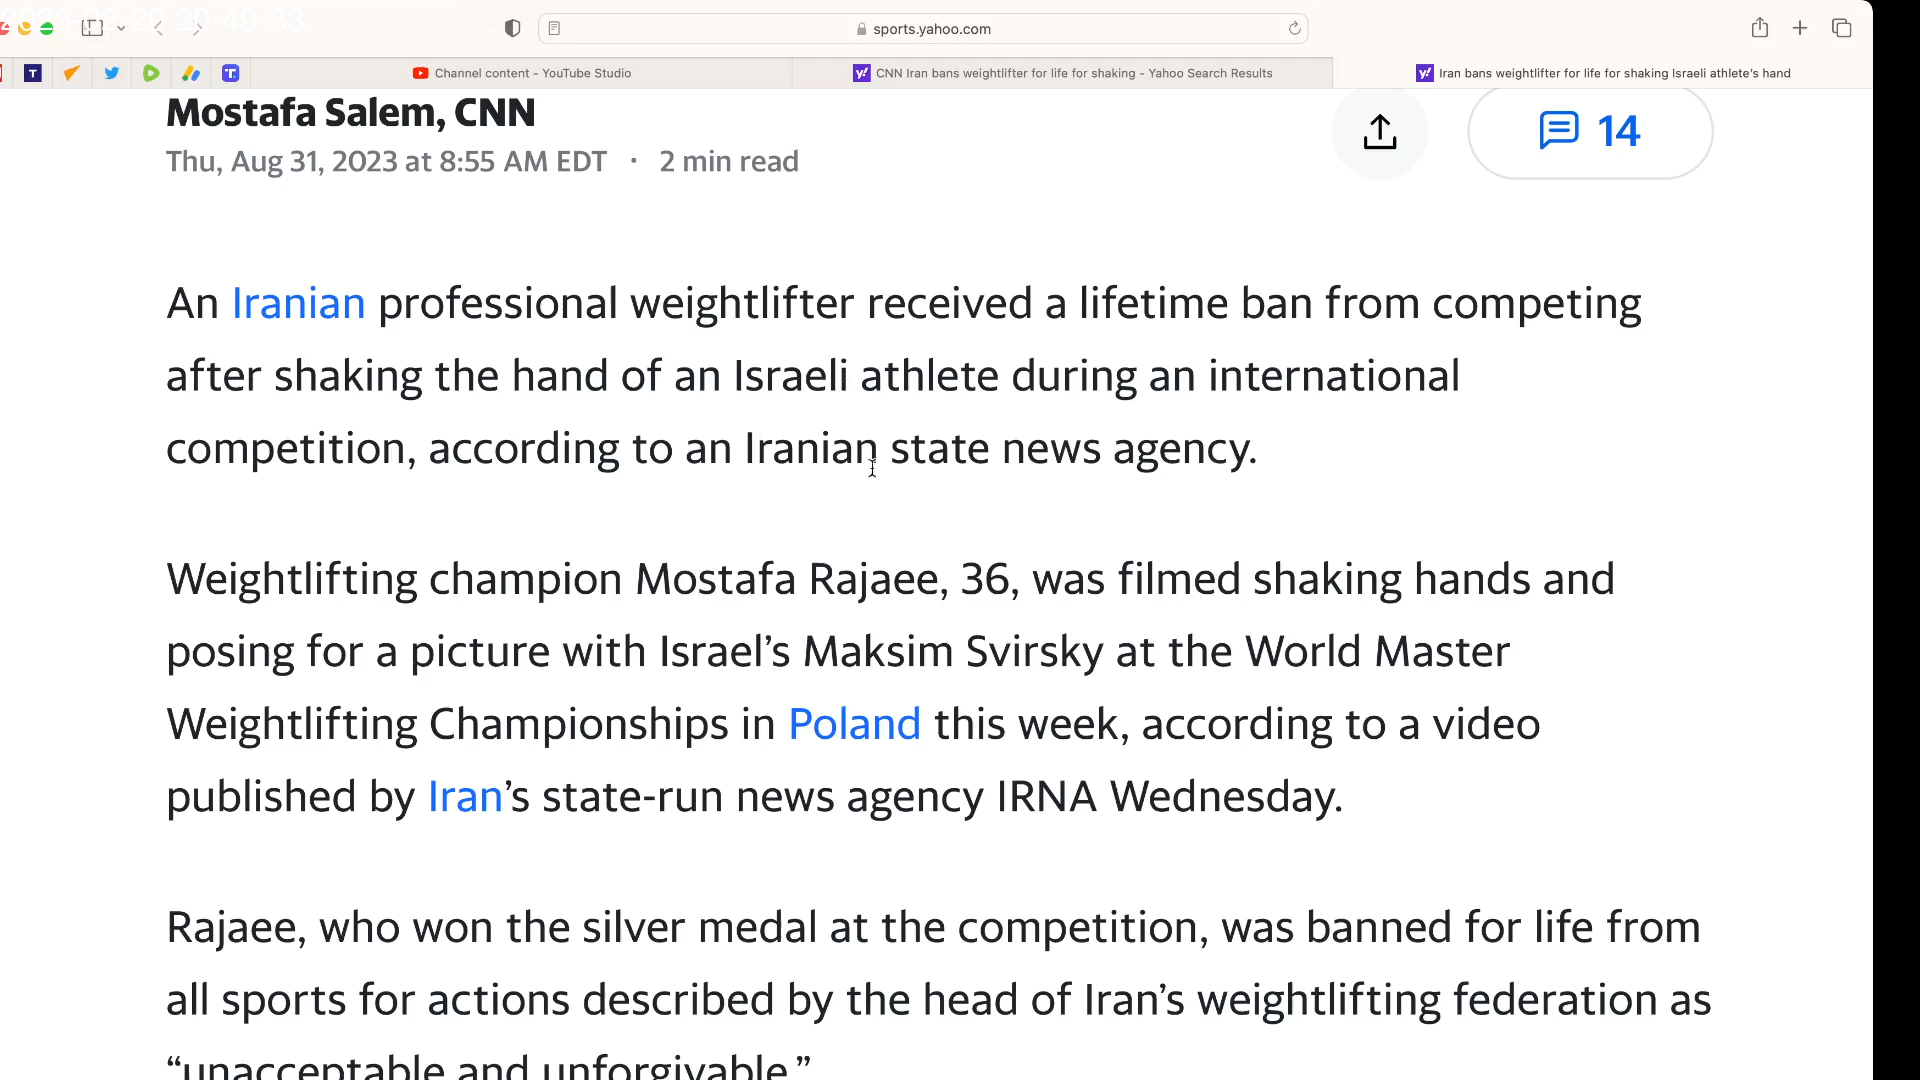 sports.yahoo.com
Channel content - YouTube Studio
CNN Iran bans weightlifter for life for shaking - Yahoo Search Results
Iran bans weightlifter for life for shaking Israeli athlete's hand
Mostafa Salem, CNN
14
Thu, Aug 31, 2023 at 8:55 AM EDT · 2 min read
An Iranian professional weightlifter received a lifetime ban from competing
after shaking the hand of an Israeli athlete during an international
competition, according to an Iranian state news agency.
Weightlifting champion Mostafa Rajaee, 36, was filmed shaking hands and
posing for a picture with Israel’s Maksim Svirsky at the World Master
Weightlifting Championships in Poland this week, according to a video
published by Iran’s state-run news agency IRNA Wednesday.
Rajaee, who won the silver medal at the competition, was banned for life from
all sports for actions described by the head of Iran’s weightlifting federation as
“unacceptable and unforgivable.”